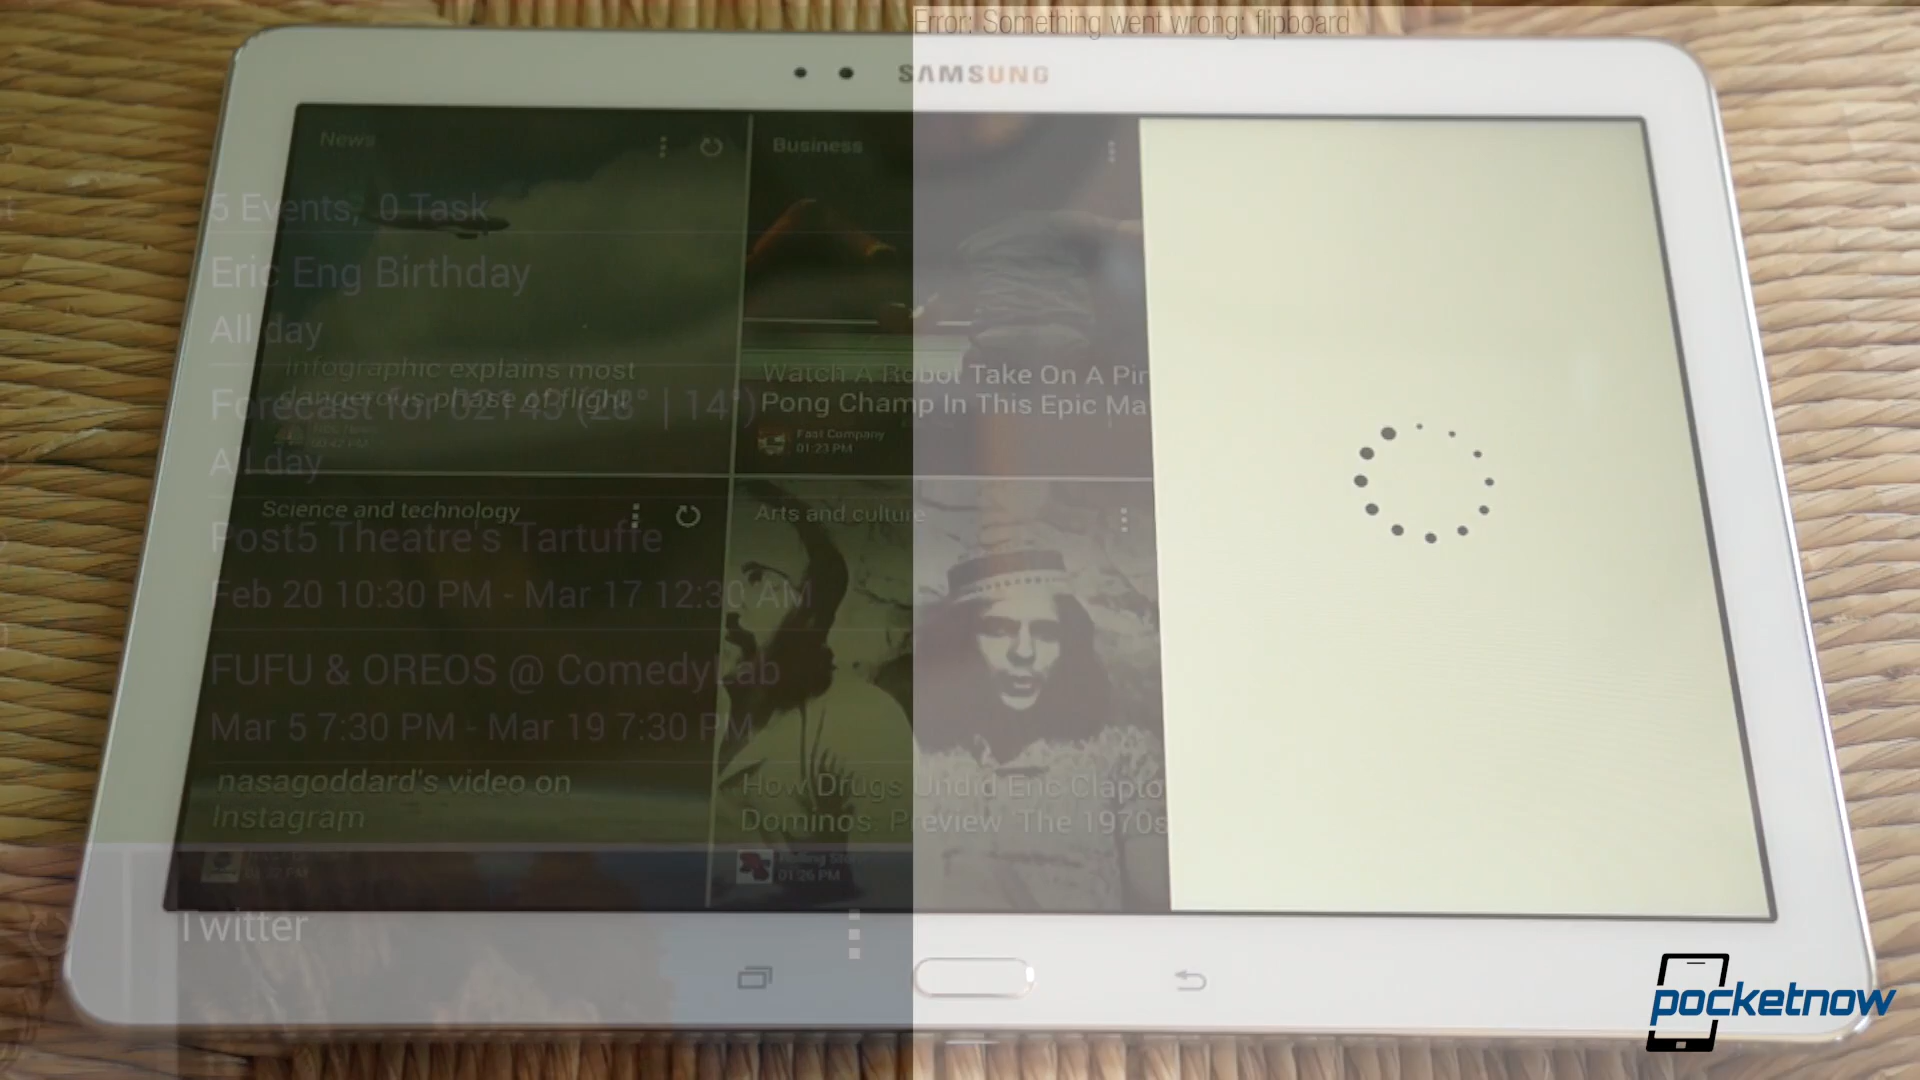 Error: Something went wrong: flipboard
SAMSUNG
News
Business
5 Events, 0 Task
Eric Eng Birthday
All day
Infographic explains most
dangerous phase of flight
Watch A Robot Take On A Pin
Pong Champ In This Epic Ma
Forecast for 02143 (28° | 14°)
Fast Company
01:23 PM
All day
Science and technology
Arts and culture
Post5 Theatre's Tartuffe
Feb 20 10:30 PM - Mar 17 12:30 AM
FUFU & OREOS @ ComedyLab
Mar 5 7:30 PM - Mar 19 7:30 PM
nasagoddard's video on
Instagram
How Drugs Undid Eric Clapto
Dominos: Preview 'The 1970s
Rolling Sto
01:26 PM
Twitter
pocketnow